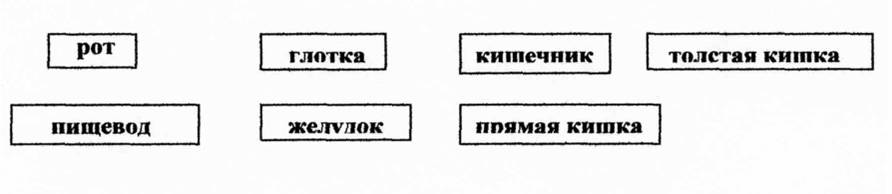 рот глотка кишечник толстая кишка
пищевод желудок прямая кишка